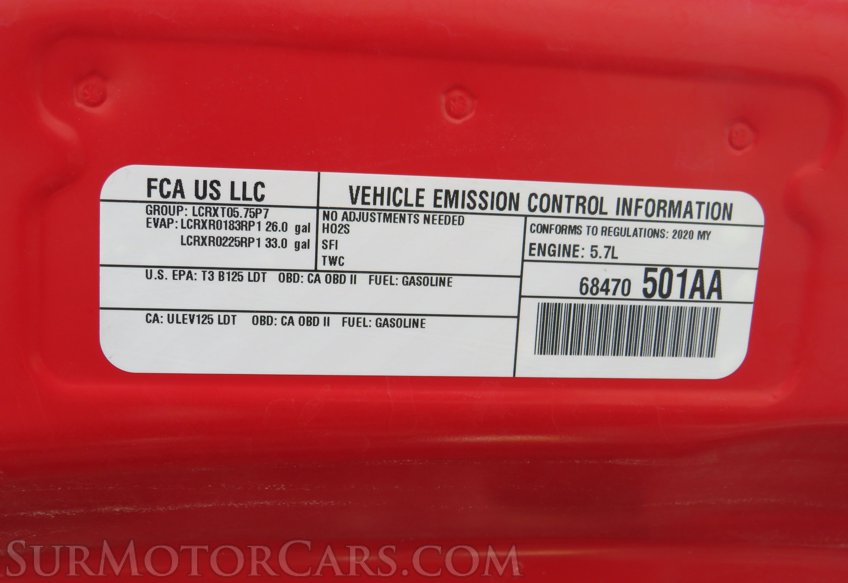 FCA US LLC
VEHICLE EMISSION CONTROL INFORMATION
GROUP: LCRXT05.75P7
EVAP: LCRXR0183RP1 26.0 gal
LCRXR0225RP1 33.0 gal
NO ADJUSTMENTS NEEDED
HO2S
SFI
TWC
CONFORMS TO REGULATIONS: 2020 MY
ENGINE: 5.7L
U.S. EPA: T3 B125 LDT OBD: CA OBD II FUEL: GASOLINE
68470 501AA
CA: ULEV125 LDT OBD: CA OBD II FUEL: GASOLINE
SURMOTORCARS.COM